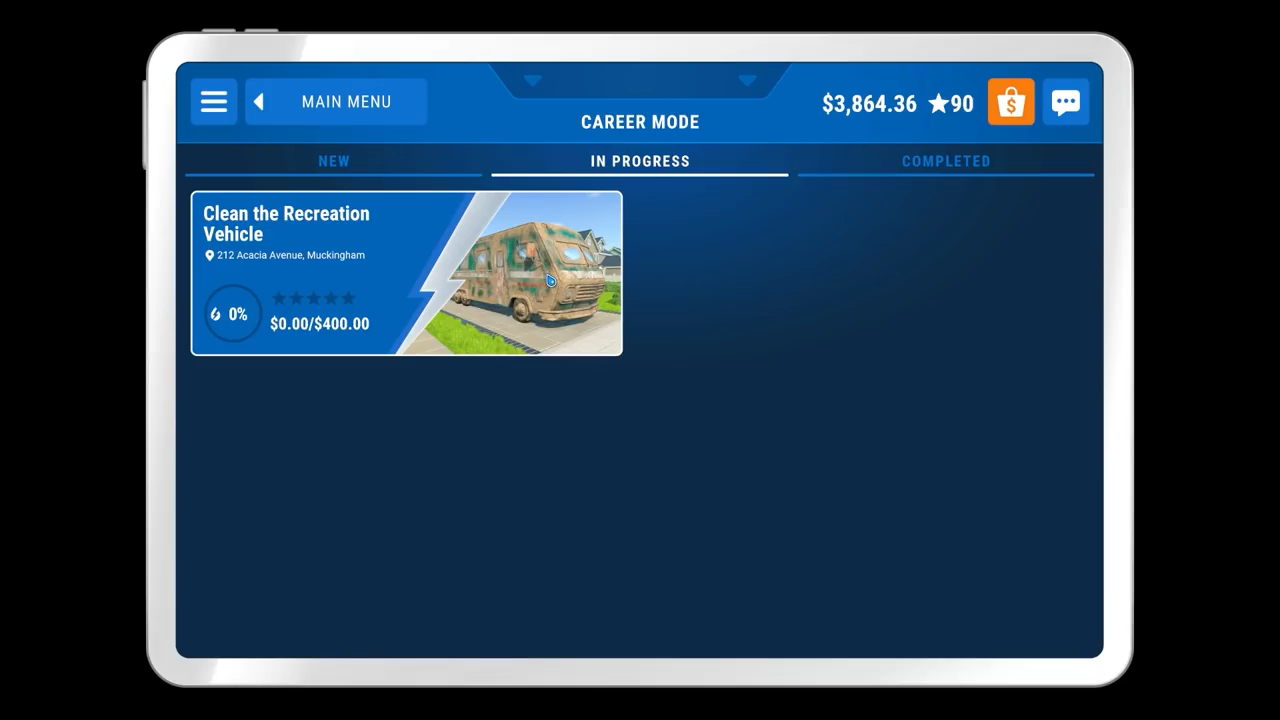 MAIN MENU
CAREER MODE
$3,864.36 ★90
$
NEW
IN PROGRESS
COMPLETED
Clean the Recreation
Vehicle
212 Acacia Avenue, Muckingham
0%
$0.00/$400.00